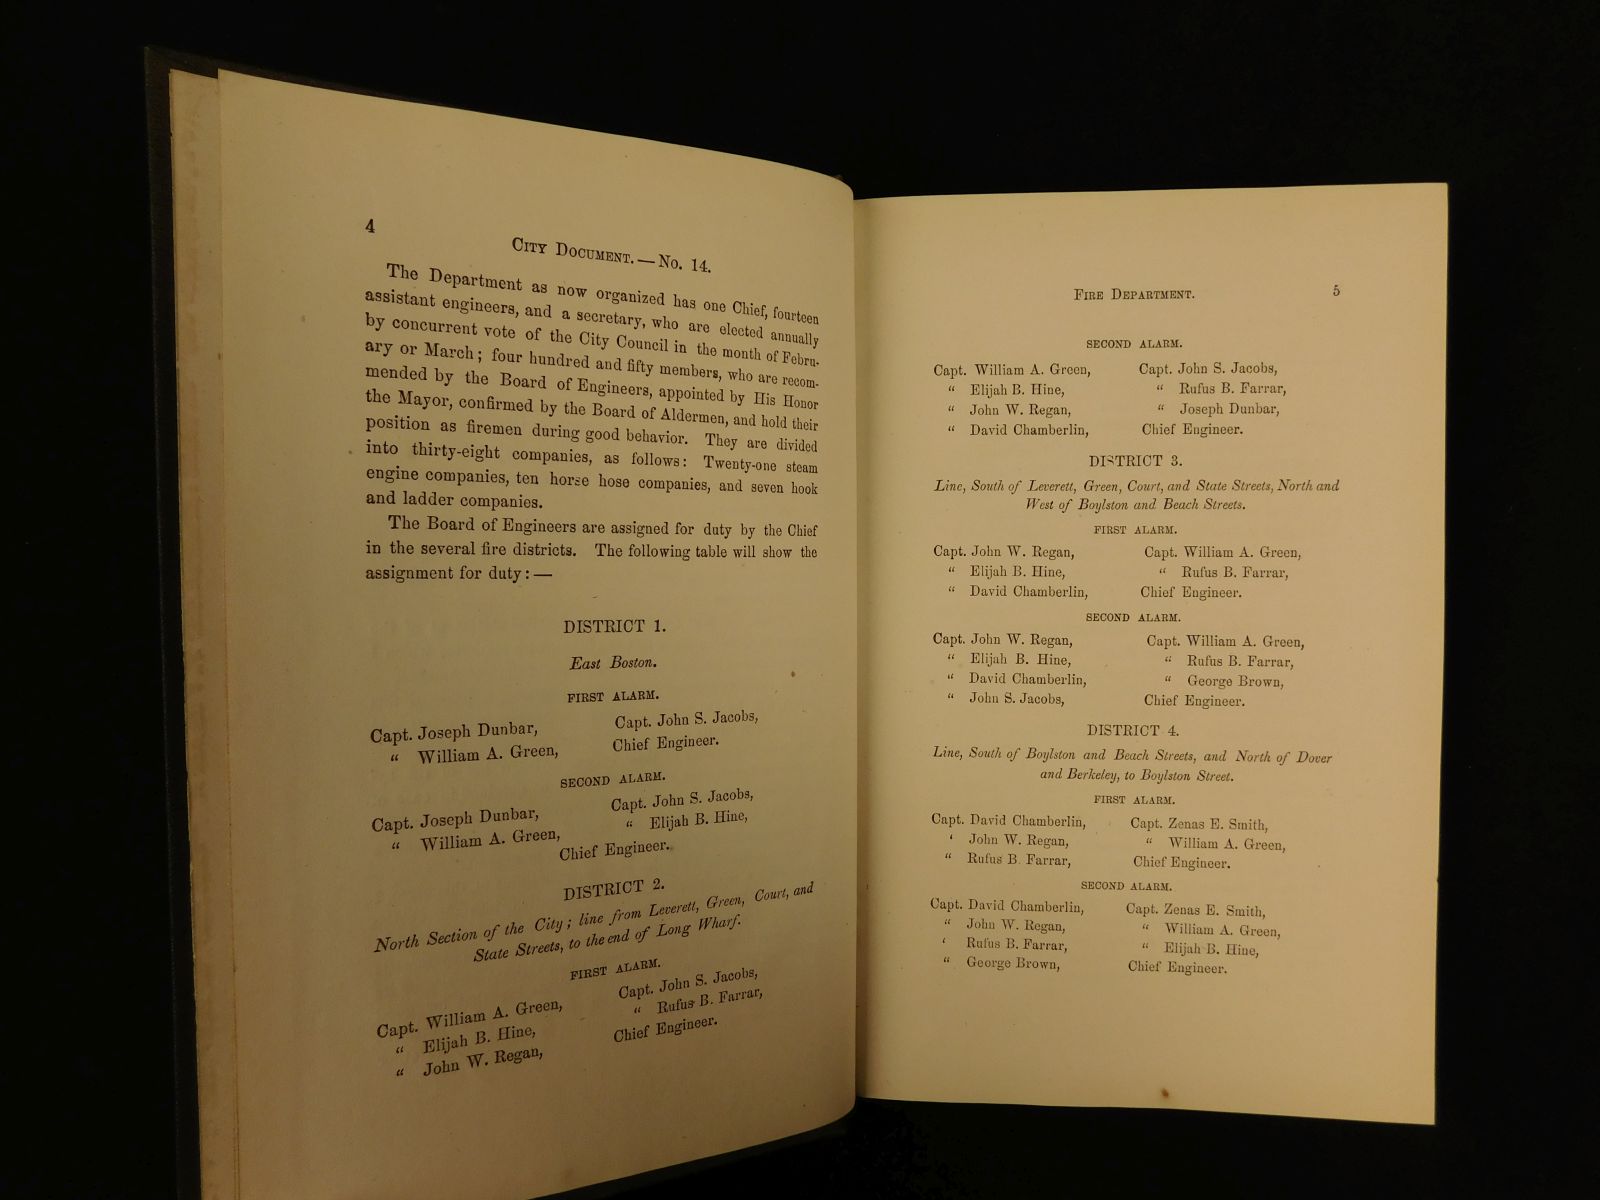 4
City Document.—No. 14.
The Department as now organized has one Chief, fourteen
assistant engineers, and a secretary, who are elected annually
by concurrent vote of the City Council in the month of Febru-
ary or March; four hundred and fifty members, who are recom-
mended by the Board of Engineers, appointed by His Honor
the Mayor, confirmed by the Board of Aldermen, and hold their
position as firemen during good behavior. They are divided
into thirty-eight companies, as follows: Twenty-one steam
engine companies, ten horse hose companies, and seven hook
and ladder companies.
The Board of Engineers are assigned for duty by the Chief
in the several fire districts. The following table will show the
assignment for duty:—
DISTRICT 1.
East Boston.
FIRST ALARM.
Capt. Joseph Dunbar, Capt. John S. Jacobs,
“ William A. Green, Chief Engineer.
SECOND ALARM.
Capt. Joseph Dunbar, Capt. John S. Jacobs,
“ William A. Green, “ Elijah B. Hine,
Chief Engineer.
DISTRICT 2.
North Section of the City; line from Leverett, Green, Court, and
State Streets, to the end of Long Wharf.
FIRST ALARM.
Capt. William A. Green, Capt. John S. Jacobs,
“ Elijah B. Hine, “ Rufus B. Farrar,
“ John W. Regan, Chief Engineer.
Fire Department. 5
SECOND ALARM.
Capt. William A. Green, Capt. John S. Jacobs,
“ Elijah B. Hine, “ Rufus B. Farrar,
“ John W. Regan, “ Joseph Dunbar,
“ David Chamberlin, Chief Engineer.
DISTRICT 3.
Line, South of Leverett, Green, Court, and State Streets, North and
West of Boylston and Beach Streets.
FIRST ALARM.
Capt. John W. Regan, Capt. William A. Green,
“ Elijah B. Hine, “ Rufus B. Farrar,
“ David Chamberlin, Chief Engineer.
SECOND ALARM.
Capt. John W. Regan, Capt. William A. Green,
“ Elijah B. Hine, “ Rufus B. Farrar,
“ David Chamberlin, “ George Brown,
“ John S. Jacobs, Chief Engineer.
DISTRICT 4.
Line, South of Boylston and Beach Streets, and North of Dover
and Berkeley, to Boylston Street.
FIRST ALARM.
Capt. David Chamberlin, Capt. Zenas E. Smith,
‘ John W. Regan, “ William A. Green,
“ Rufus B. Farrar, Chief Engineer.
SECOND ALARM.
Capt. David Chamberlin, Capt. Zenas E. Smith,
“ John W. Regan, “ William A. Green,
‘ Rufus B. Farrar, “ Elijah B. Hine,
“ George Brown, Chief Engineer.